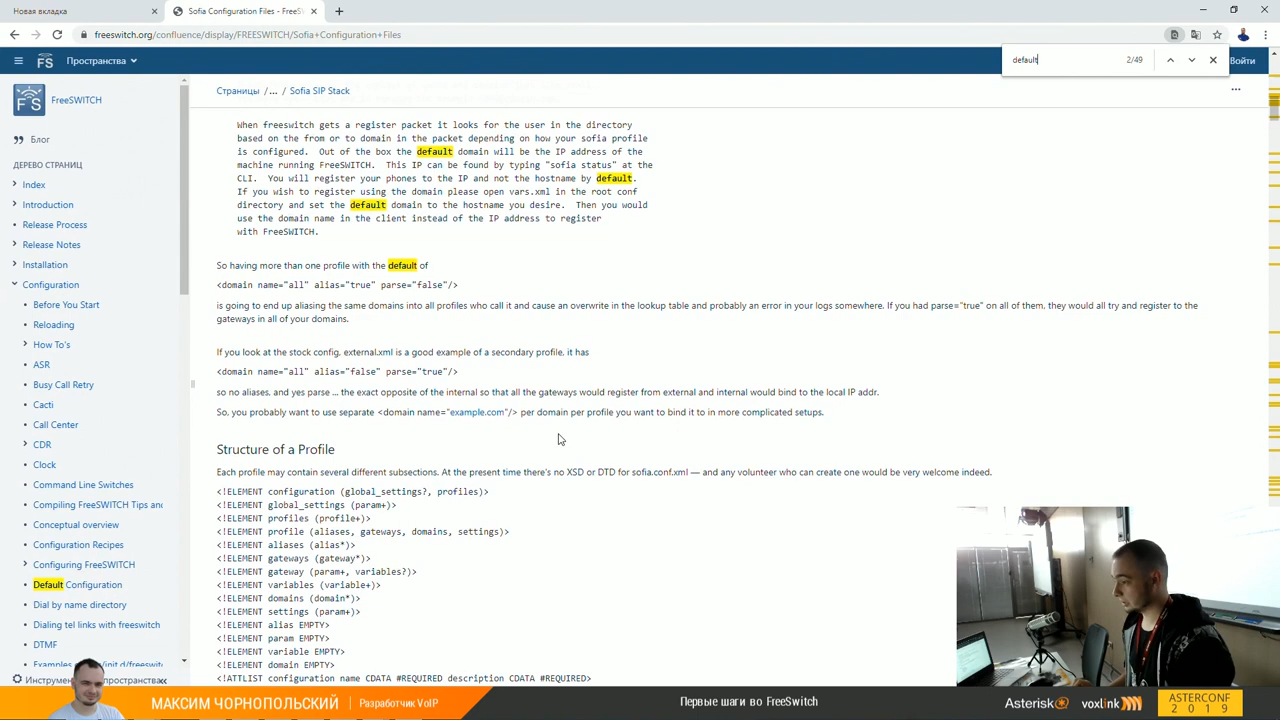 Новая вкладка
Sofia Configuration Files - FreeS
freeswitch.org/confluence/display/FREESWITCH/Sofia+Configuration+Files
Пространства
default
2/49
Войти
FreeSWITCH
Блог
ДЕРЕВО СТРАНИЦ
Index
Introduction
Release Process
Release Notes
Installation
Configuration
Before You Start
Reloading
How To's
ASR
Busy Call Retry
Cacti
Call Center
CDR
Clock
Command Line Switches
Compiling FreeSWITCH Tips and
Conceptual overview
Configuration Recipes
Configuring FreeSWITCH
Default Configuration
Dial by name directory
Dialing tel links with freeswitch
DTMF
Страницы /... / Sofia SIP Stack
When freeswitch gets a register packet it looks for the user in the directory
based on the from or to domain in the packet depending on how your sofia profile
is configured. Out of the box the default domain will be the IP address of the
machine running FreeSWITCH. This IP can be found by typing "sofia status" at the
CLI. You will register your phones to the IP and not the hostname by default.
If you wish to register using the domain please open vars.xml in the root conf
directory and set the default domain to the hostname you desire. Then you would
use the domain name in the client instead of the IP address to register
with FreeSWITCH.
So having more than one profile with the default of
<domain name="all" alias="true" parse="false"/>
is going to end up aliasing the same domains into all profiles who call it and cause an overwrite in the lookup table and probably an error in your logs somewhere. If you had parse="true" on all of them, they would all try and register to the
gateways in all of your domains.
If you look at the stock config, external.xml is a good example of a secondary profile, it has
<domain name="all" alias="false" parse="true"/>
so no aliases, and yes parse ... the exact opposite of the internal so that all the gateways would register from external and internal would bind to the local IP addr.
So, you probably want to use separate <domain name="example.com"/> per domain per profile you want to bind it to in more complicated setups.
Structure of a Profile
Each profile may contain several different subsections. At the present time there's no XSD or DTD for sofia.conf.xml — and any volunteer who can create one would be very welcome indeed.
<!ELEMENT configuration (global_settings?, profiles)>
<!ELEMENT global_settings (param+)>
<!ELEMENT profiles (profile+)>
<!ELEMENT profile (aliases, gateways, domains, settings)>
<!ELEMENT aliases (alias*)>
<!ELEMENT gateways (gateway*)>
<!ELEMENT gateway (param+, variables?)>
<!ELEMENT variables (variable+)>
<!ELEMENT domains (domain*)>
<!ELEMENT settings (param+)>
<!ELEMENT alias EMPTY>
<!ELEMENT param EMPTY>
<!ELEMENT variable EMPTY>
<!ELEMENT domain EMPTY>
<!ATTLIST configuration name CDATA #REQUIRED description CDATA #REQUIRED>
МАКСИМ ЧОРНОПОЛЬСКИЙ
Разработчик VoIP
Первые шаги во FreeSwitch
Asterisk
voxlink
ASTERCONF
2019